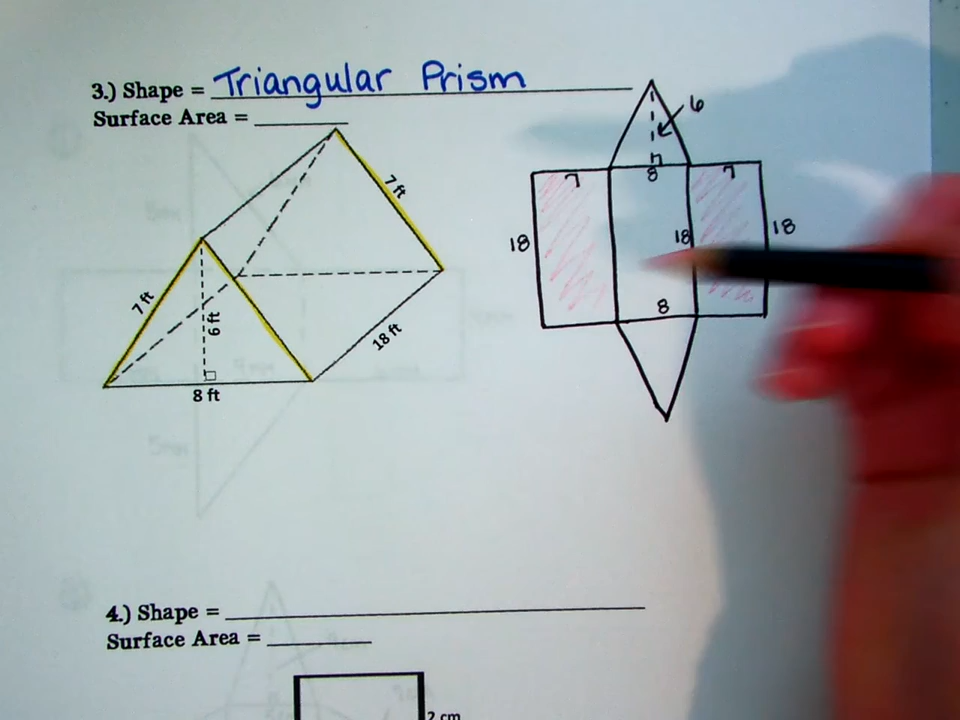 3.) Shape = Triangular Prism
Surface Area =
7 ft
7 ft
6 ft
8 ft
18 ft
6
7
8
7
18
18
18
8
4.) Shape =
Surface Area =
2 cm